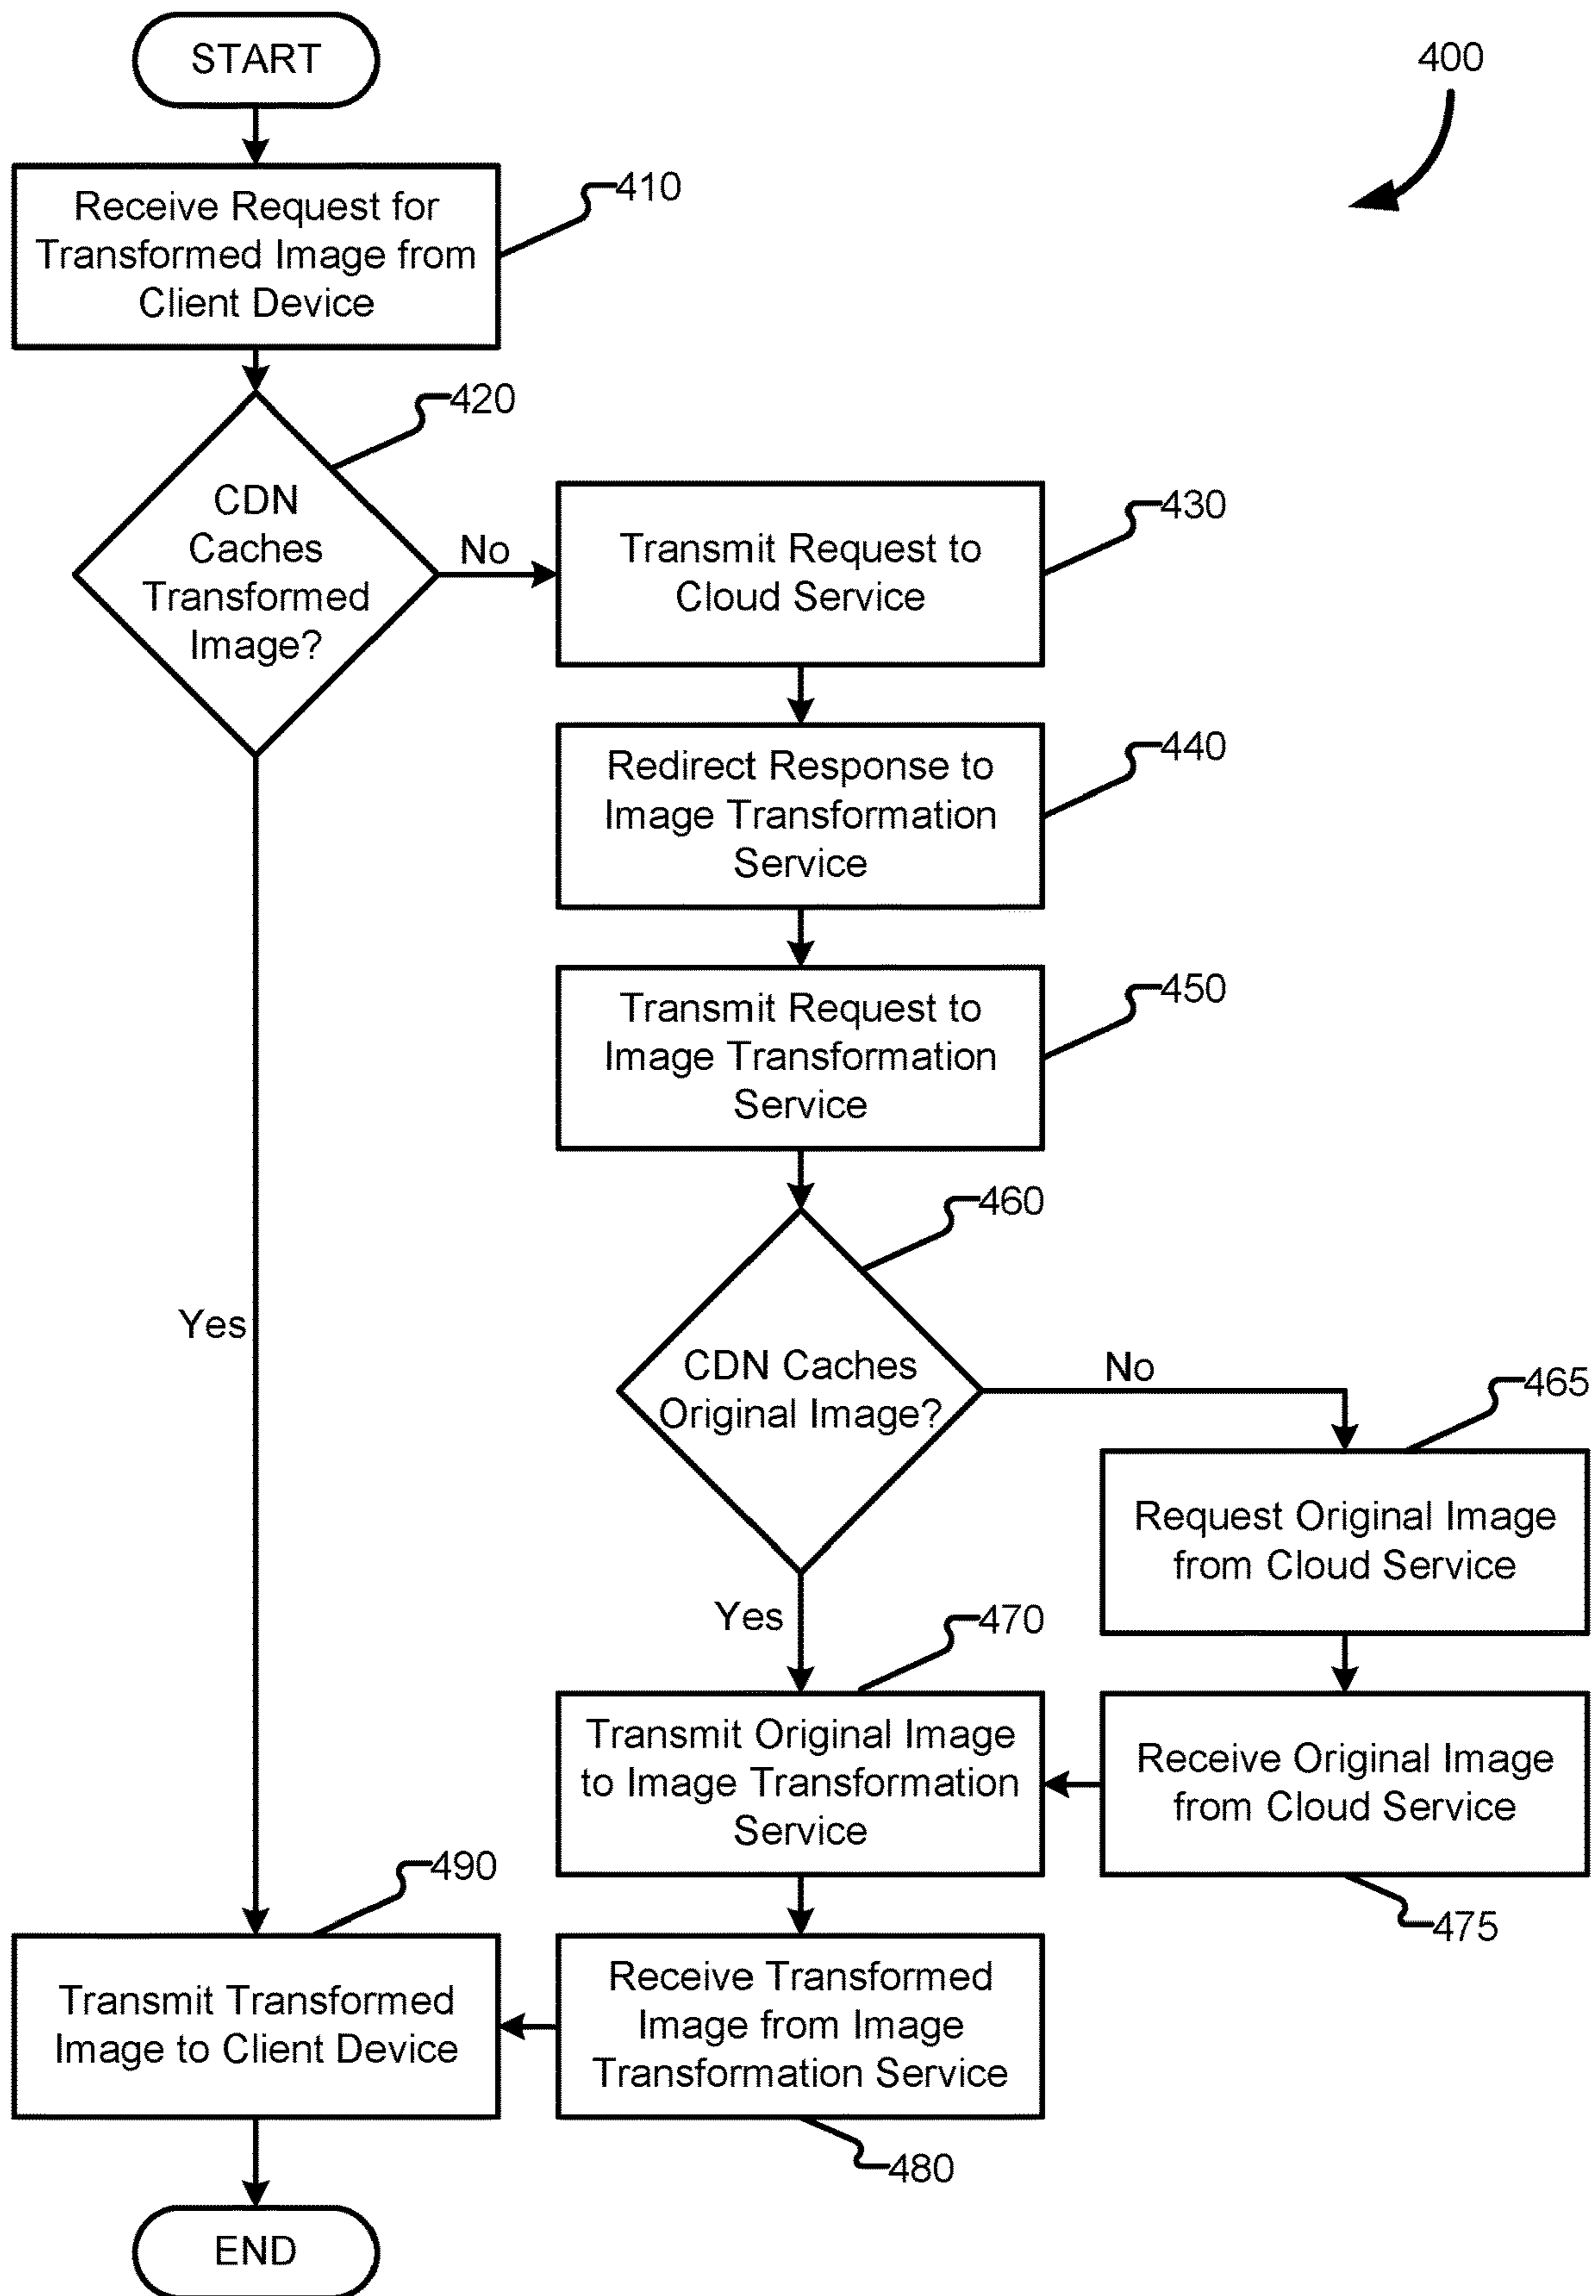 START
400
Receive Request for
Transformed Image from
Client Device
410
420
CDN
Caches
Transformed
Image?
No
Transmit Request to
Cloud Service
430
Redirect Response to
Image Transformation
Service
440
Transmit Request to
Image Transformation
Service
450
460
CDN Caches
Original Image?
No
465
Request Original Image
from Cloud Service
Yes
Yes
470
Transmit Original Image
to Image Transformation
Service
Receive Original Image
from Cloud Service
475
490
Transmit Transformed
Image to Client Device
Receive Transformed
Image from Image
Transformation Service
480
END